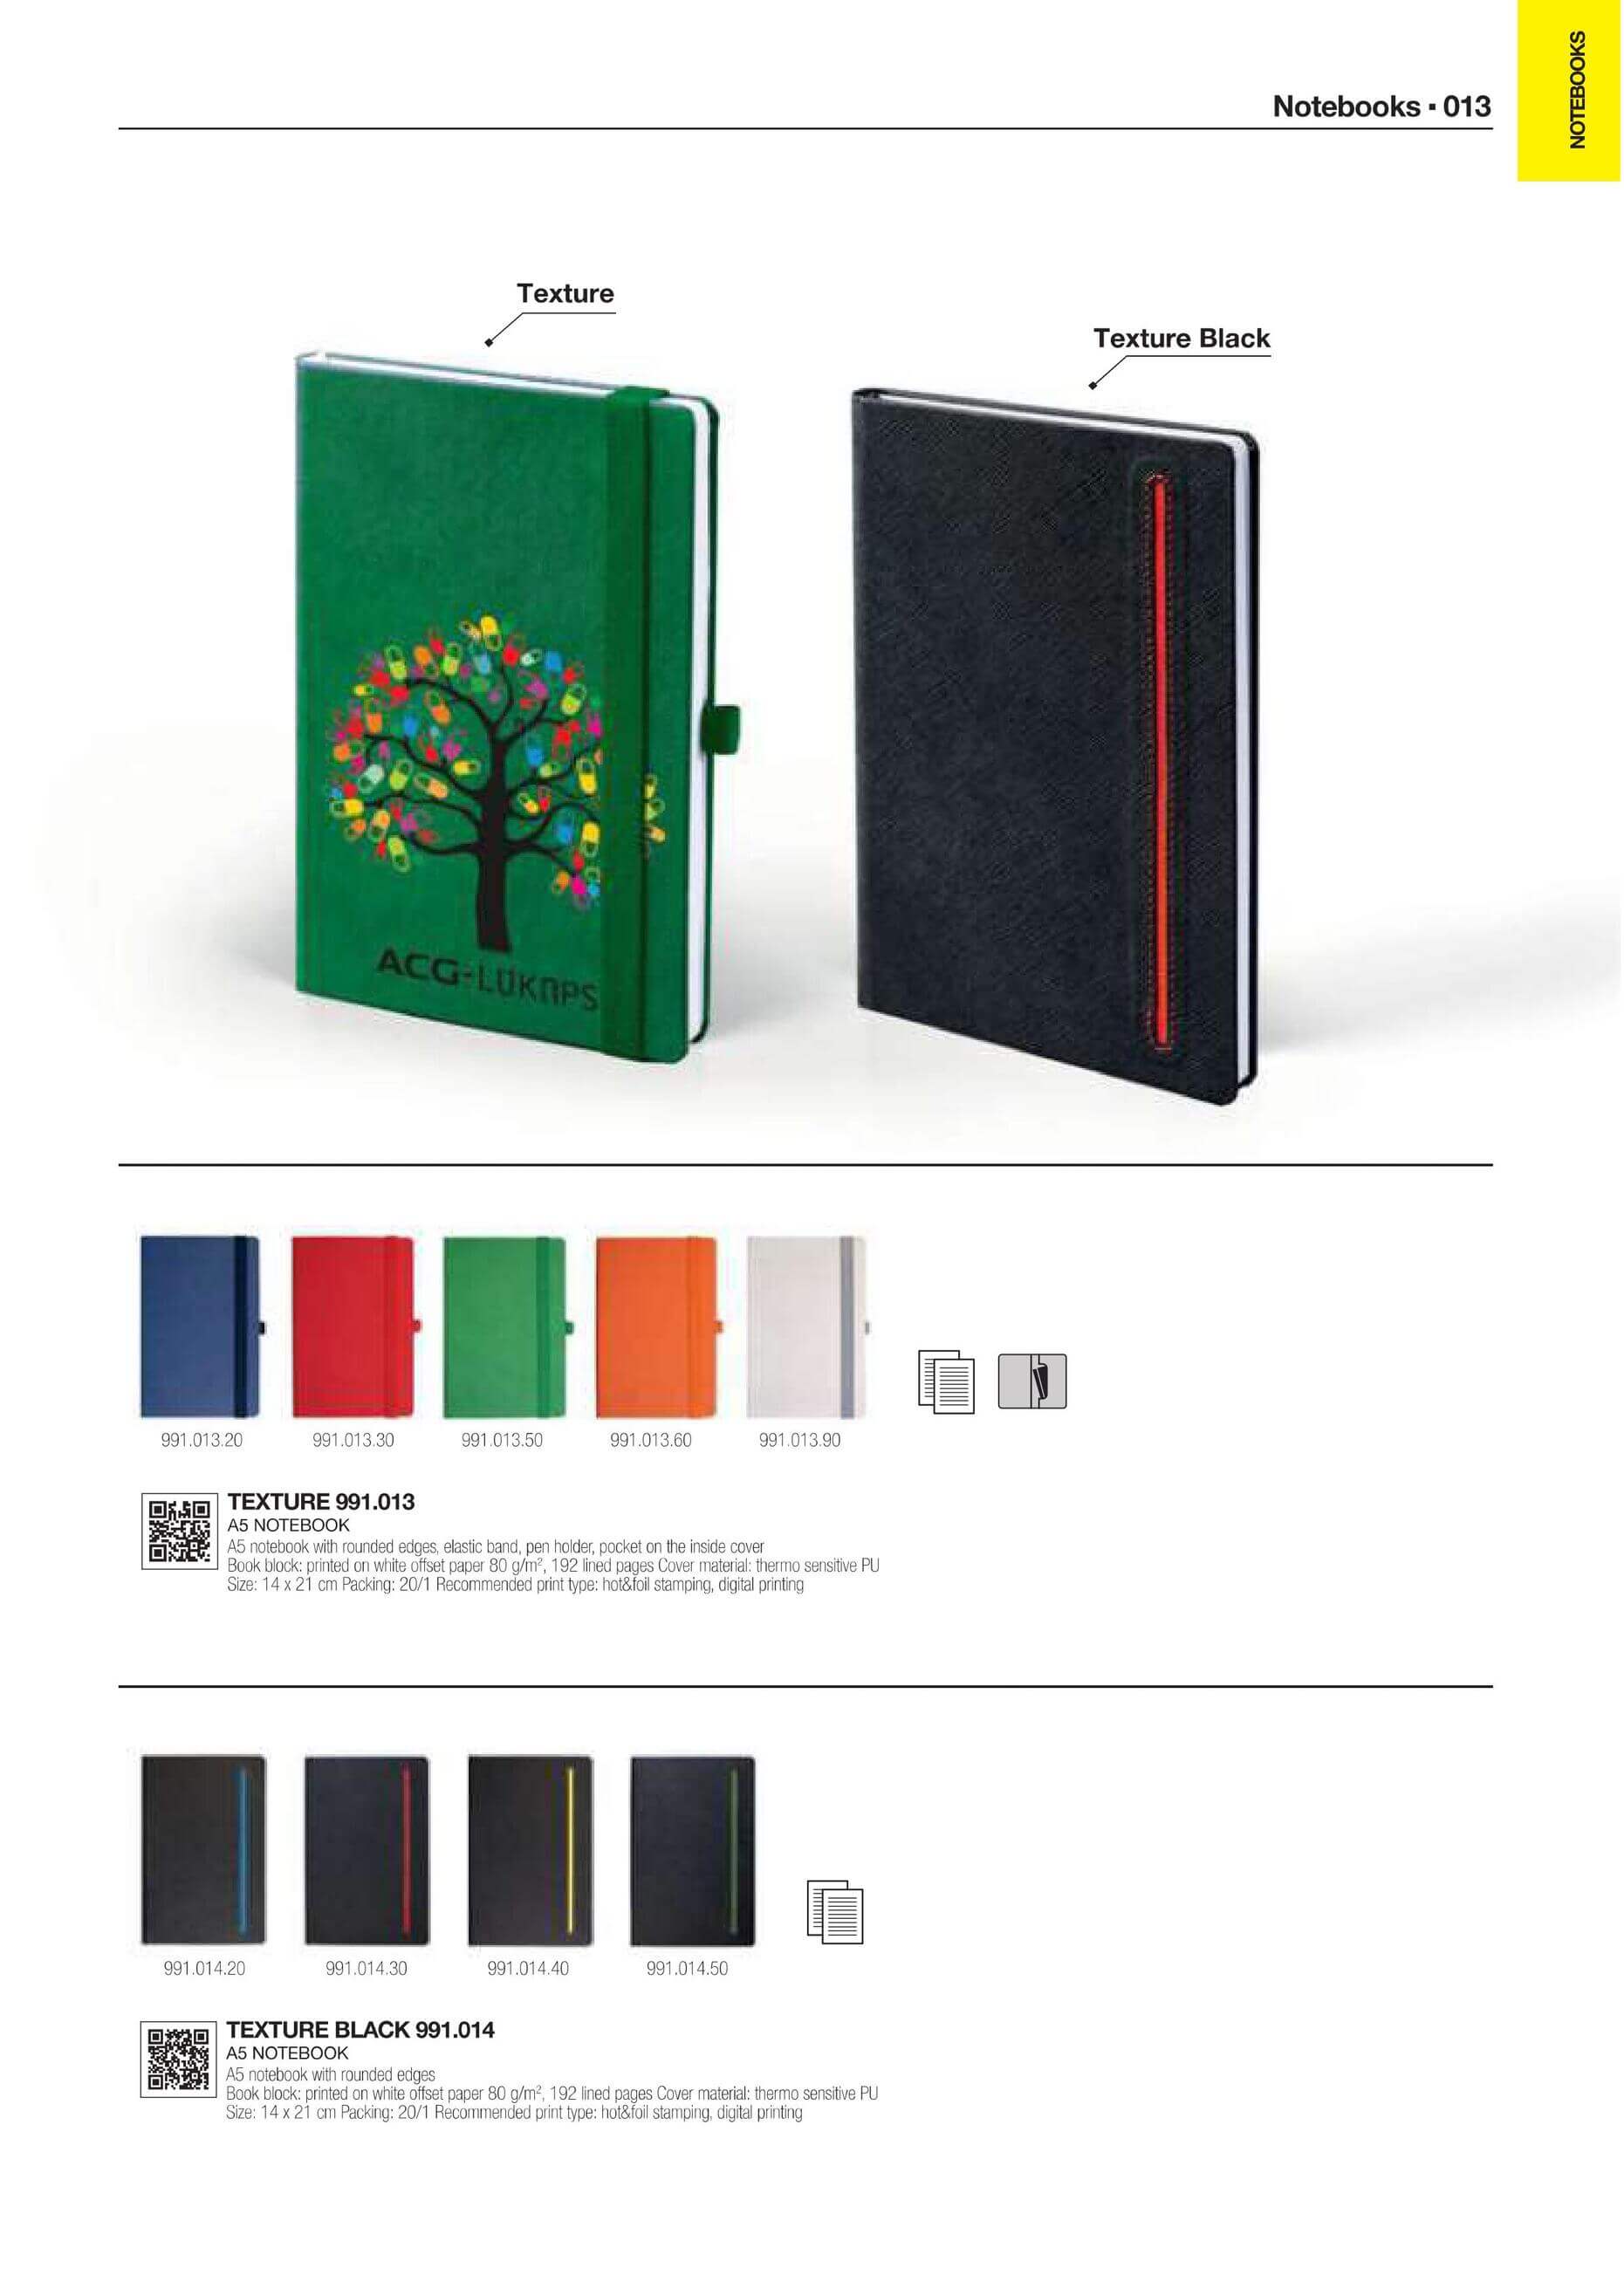 NOTEBOOKS
Notebooks ▪ 013
Texture
Texture Black
ACG-LUKAPS
991.013.20 991.013.30 991.013.50 991.013.60 991.013.90
TEXTURE 991.013
A5 NOTEBOOK
A5 notebook with rounded edges, elastic band, pen holder, pocket on the inside cover
Book block: printed on white offset paper 80 g/m², 192 lined pages Cover material: thermo sensitive PU
Size: 14 x 21 cm Packing: 20/1 Recommended print type: hot&foil stamping, digital printing
991.014.20 991.014.30 991.014.40 991.014.50
TEXTURE BLACK 991.014
A5 NOTEBOOK
A5 notebook with rounded edges
Book block: printed on white offset paper 80 g/m², 192 lined pages Cover material: thermo sensitive PU
Size: 14 x 21 cm Packing: 20/1 Recommended print type: hot&foil stamping, digital printing